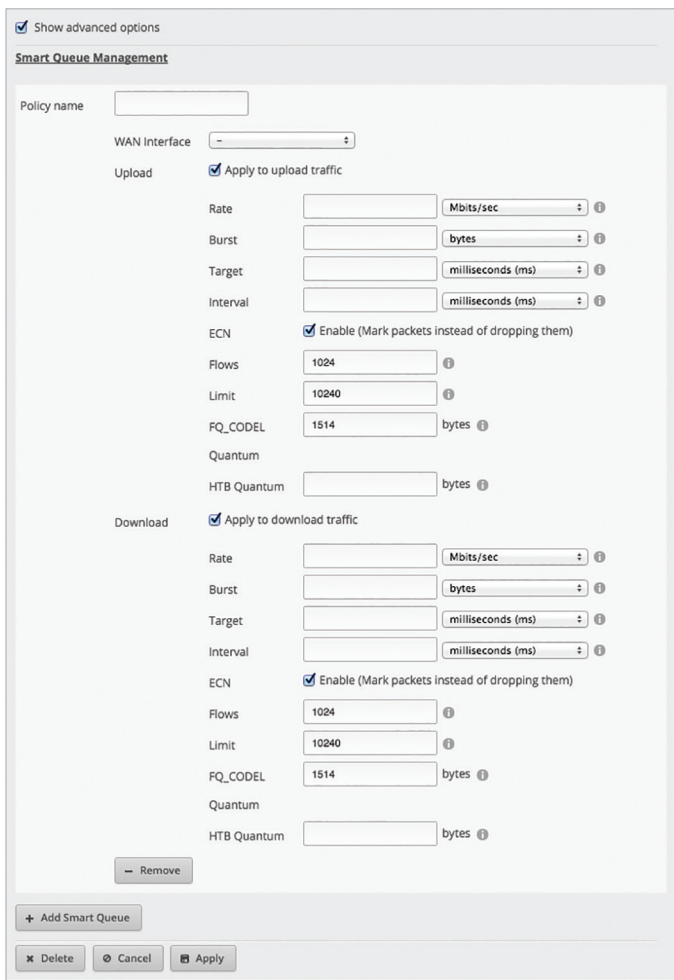 Show advanced options
Smart Queue Management
Policy name
WAN Interface -
Upload Apply to upload traffic
Rate Mbits/sec
Burst bytes
Target milliseconds (ms)
Interval milliseconds (ms)
ECN Enable (Mark packets instead of dropping them)
Flows 1024
Limit 10240
FQ_CODEL 1514 bytes
Quantum
HTB Quantum bytes
Download Apply to download traffic
Rate Mbits/sec
Burst bytes
Target milliseconds (ms)
Interval milliseconds (ms)
ECN Enable (Mark packets instead of dropping them)
Flows 1024
Limit 10240
FQ_CODEL 1514 bytes
Quantum
HTB Quantum bytes
− Remove
+ Add Smart Queue
Delete Cancel Apply